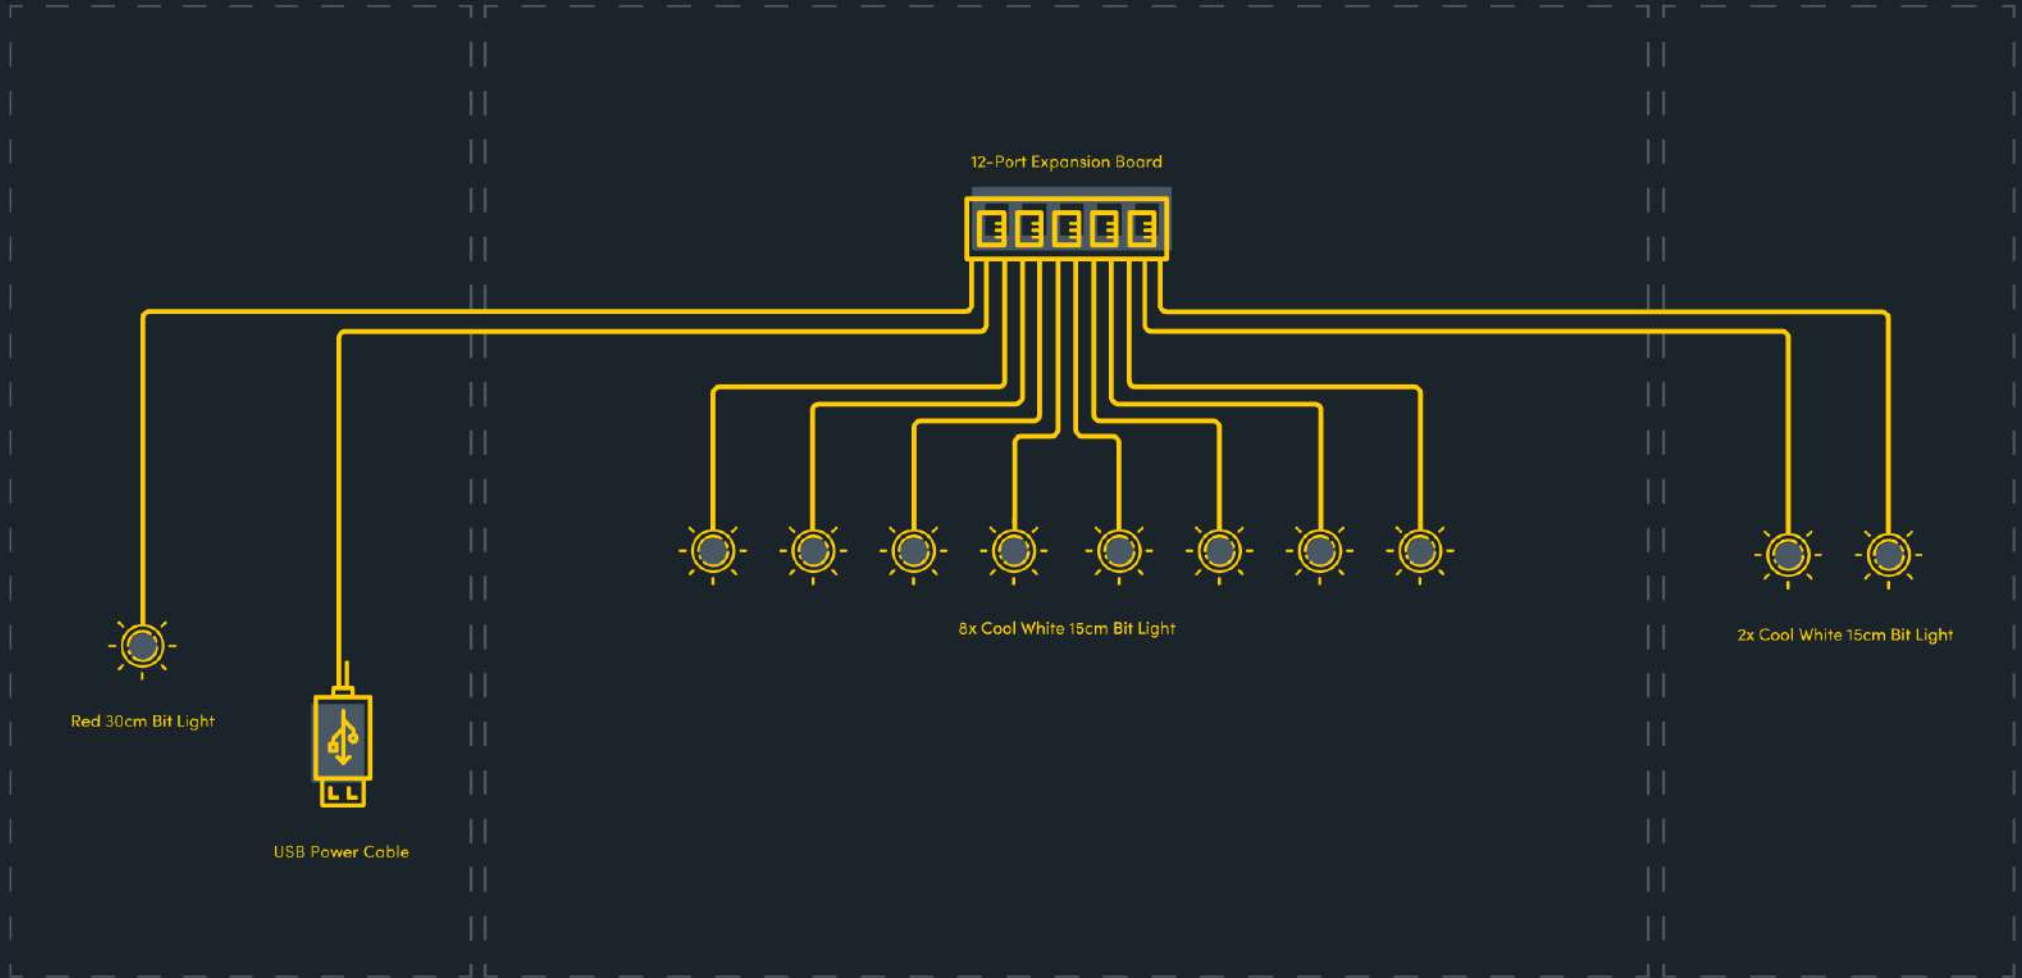 12-Port Expansion Board
8x Cool White 15cm Bit Light
2x Cool White 15cm Bit Light
Red 30cm Bit Light
USB Power Cable